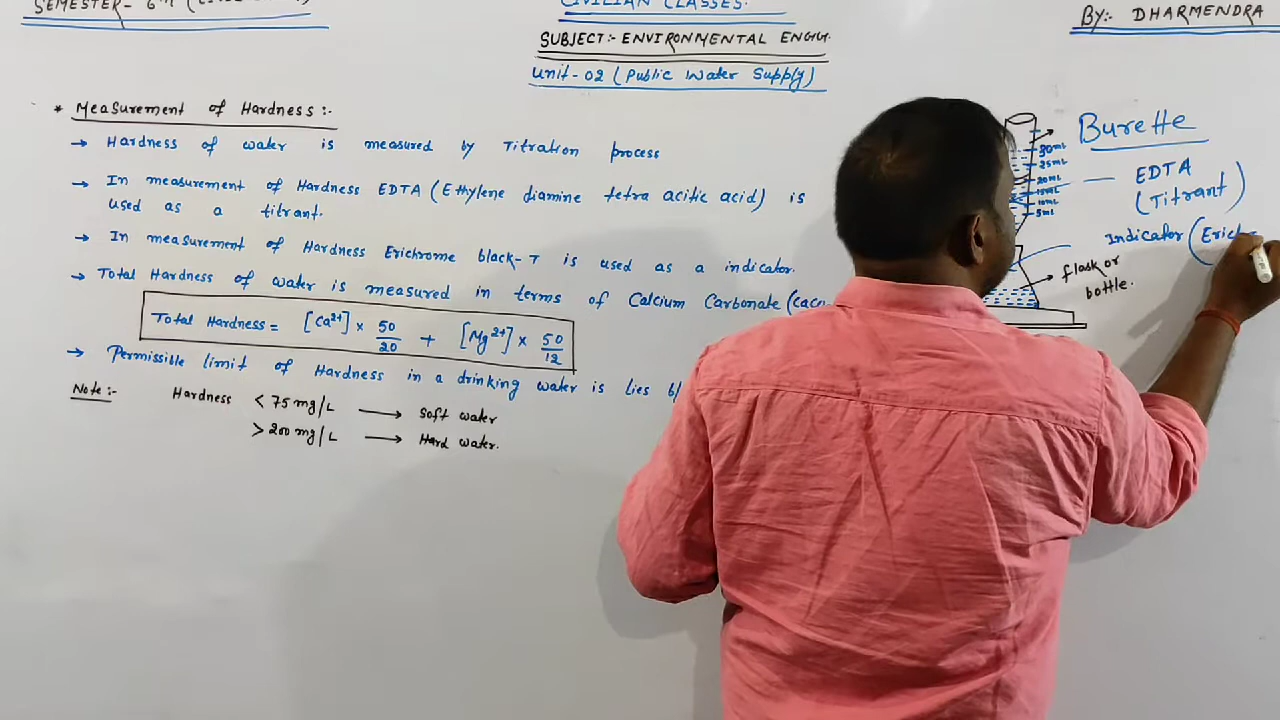 SEMESTER- 6th (
CIVILIAN CLASSES.
SUBJECT:- ENVIRONMENTAL ENGG.
Unit-02 (Public Water Supply)
BY:- DHARMENDRA
* Measurement of Hardness:-
→ Hardness of water is measured by Titration process
→ In measurement of Hardness EDTA (Ethylene diamine tetra acitic acid) is
used as a titrant.
→ In measurement of Hardness Erichrome black-T is used as a indicator.
→ Total Hardness of water is measured in terms of Calcium Carbonate (caco
Total Hardness = [Ca2+] × 50/20 + [Mg2+] × 50/12
→ Permissible limit of Hardness in a drinking water is lies b/
Note:- Hardness < 75 mg/L → Soft water
> 200 mg/L → Hard water.
Burette
30mL
25mL
20mL
15mL
10mL
5mL
EDTA
(Titrant)
Indicator (Erich
flask or
bottle.